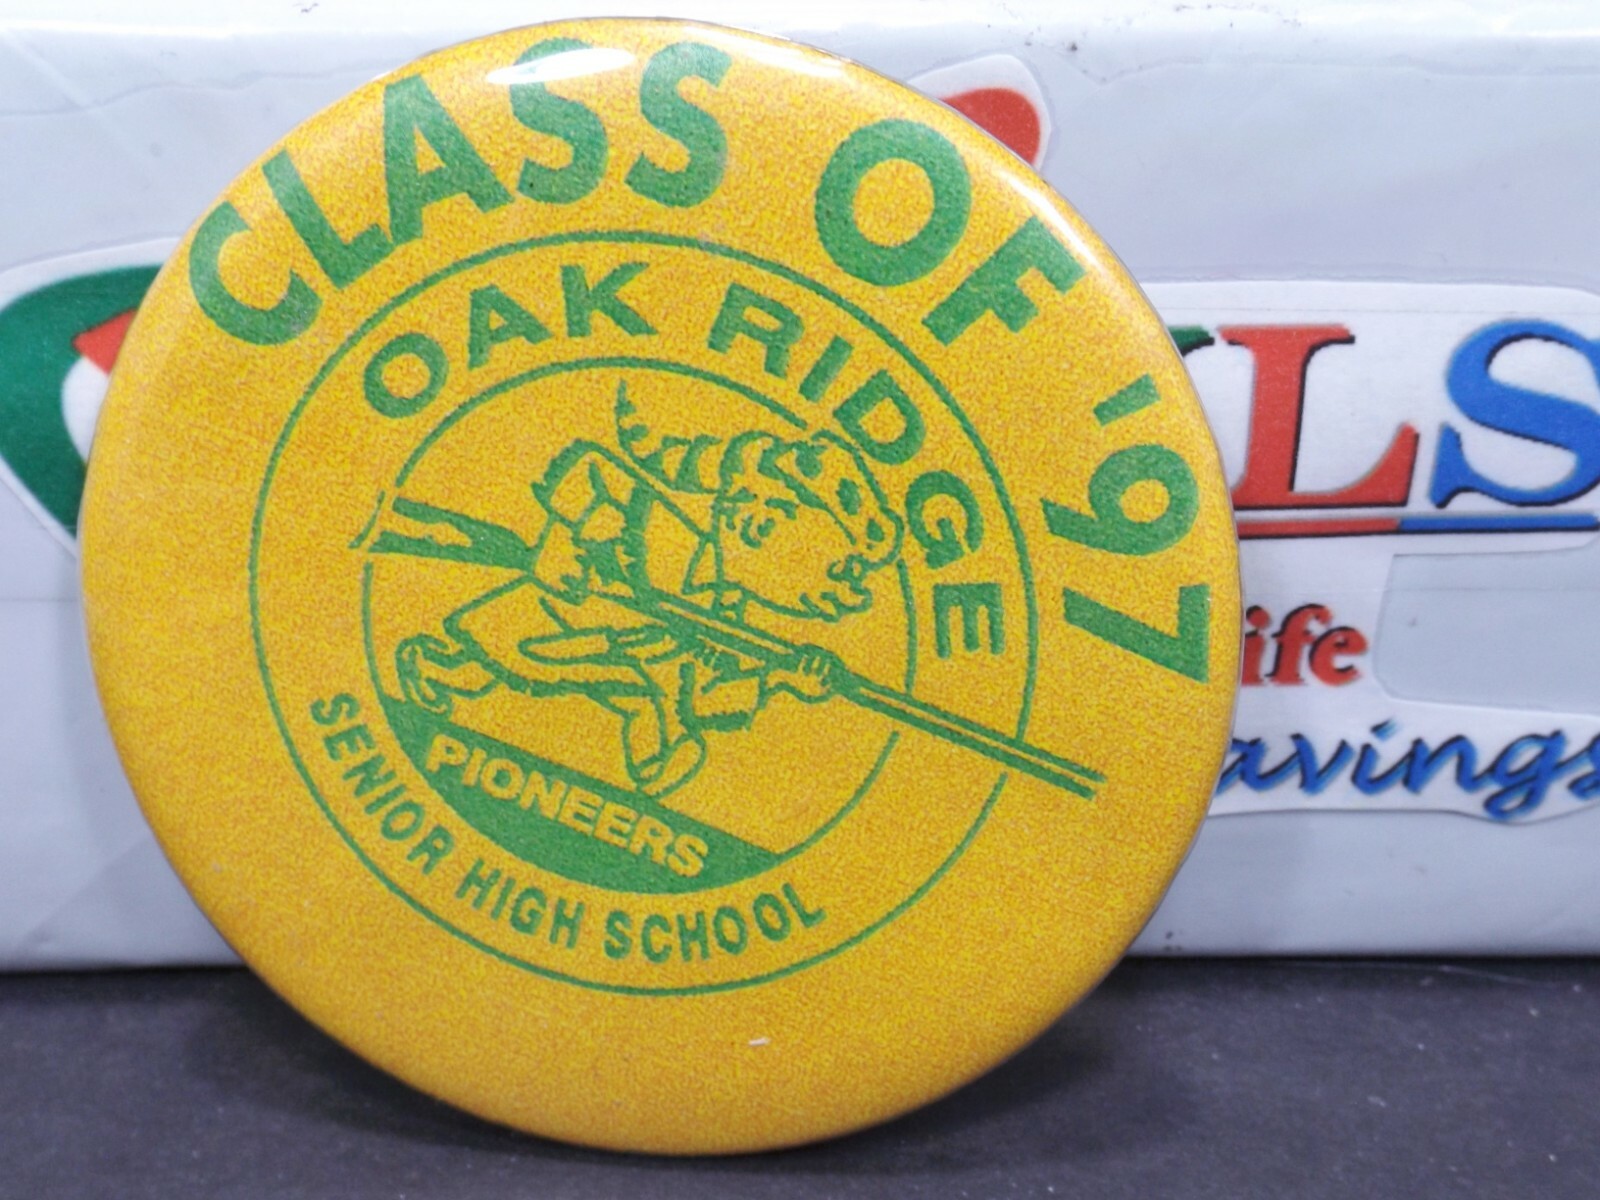 CLASS OF '97
OAK RIDGE
PIONEERS
SENIOR HIGH SCHOOL
LS
ife
avings